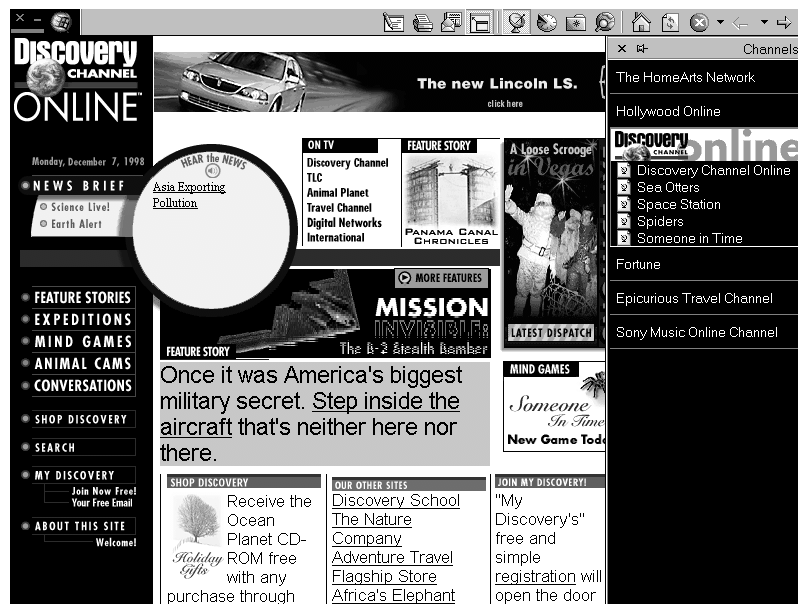 Discovery
CHANNEL
ONLINE™
Monday, December 7, 1998
NEWS BRIEF
Science Live!
Earth Alert
HEAR the NEWS
Asia Exporting
Pollution
FEATURE STORIES
EXPEDITIONS
MIND GAMES
ANIMAL CAMS
CONVERSATIONS
SHOP DISCOVERY
SEARCH
MY DISCOVERY
Join Now Free!
Your Free Email
ABOUT THIS SITE
Welcome!
The new Lincoln LS.
click here
ON TV
Discovery Channel
TLC
Animal Planet
Travel Channel
Digital Networks
International
FEATURE STORY
PANAMA CANAL
CHRONICLES
A Loose Scrooge
in Vegas
LATEST DISPATCH
MORE FEATURES
MISSION
INVISIBLE:
The B-2 Stealth Bomber
FEATURE STORY
Once it was America's biggest
military secret. Step inside the
aircraft that's neither here nor
there.
MIND GAMES
Someone
In Time
New Game Toda
SHOP DISCOVERY
Holiday
Gifts
Receive the
Ocean
Planet CD-
ROM free
with any
purchase through
OUR OTHER SITES
Discovery School
The Nature
Company
Adventure Travel
Flagship Store
Africa's Elephant
JOIN MY DISCOVERY!
"My
Discovery's"
free and
simple
registration will
open the door
Channels
The HomeArts Network
Hollywood Online
Discovery
CHANNEL
online
Discovery Channel Online
Sea Otters
Space Station
Spiders
Someone in Time
Fortune
Epicurious Travel Channel
Sony Music Online Channel